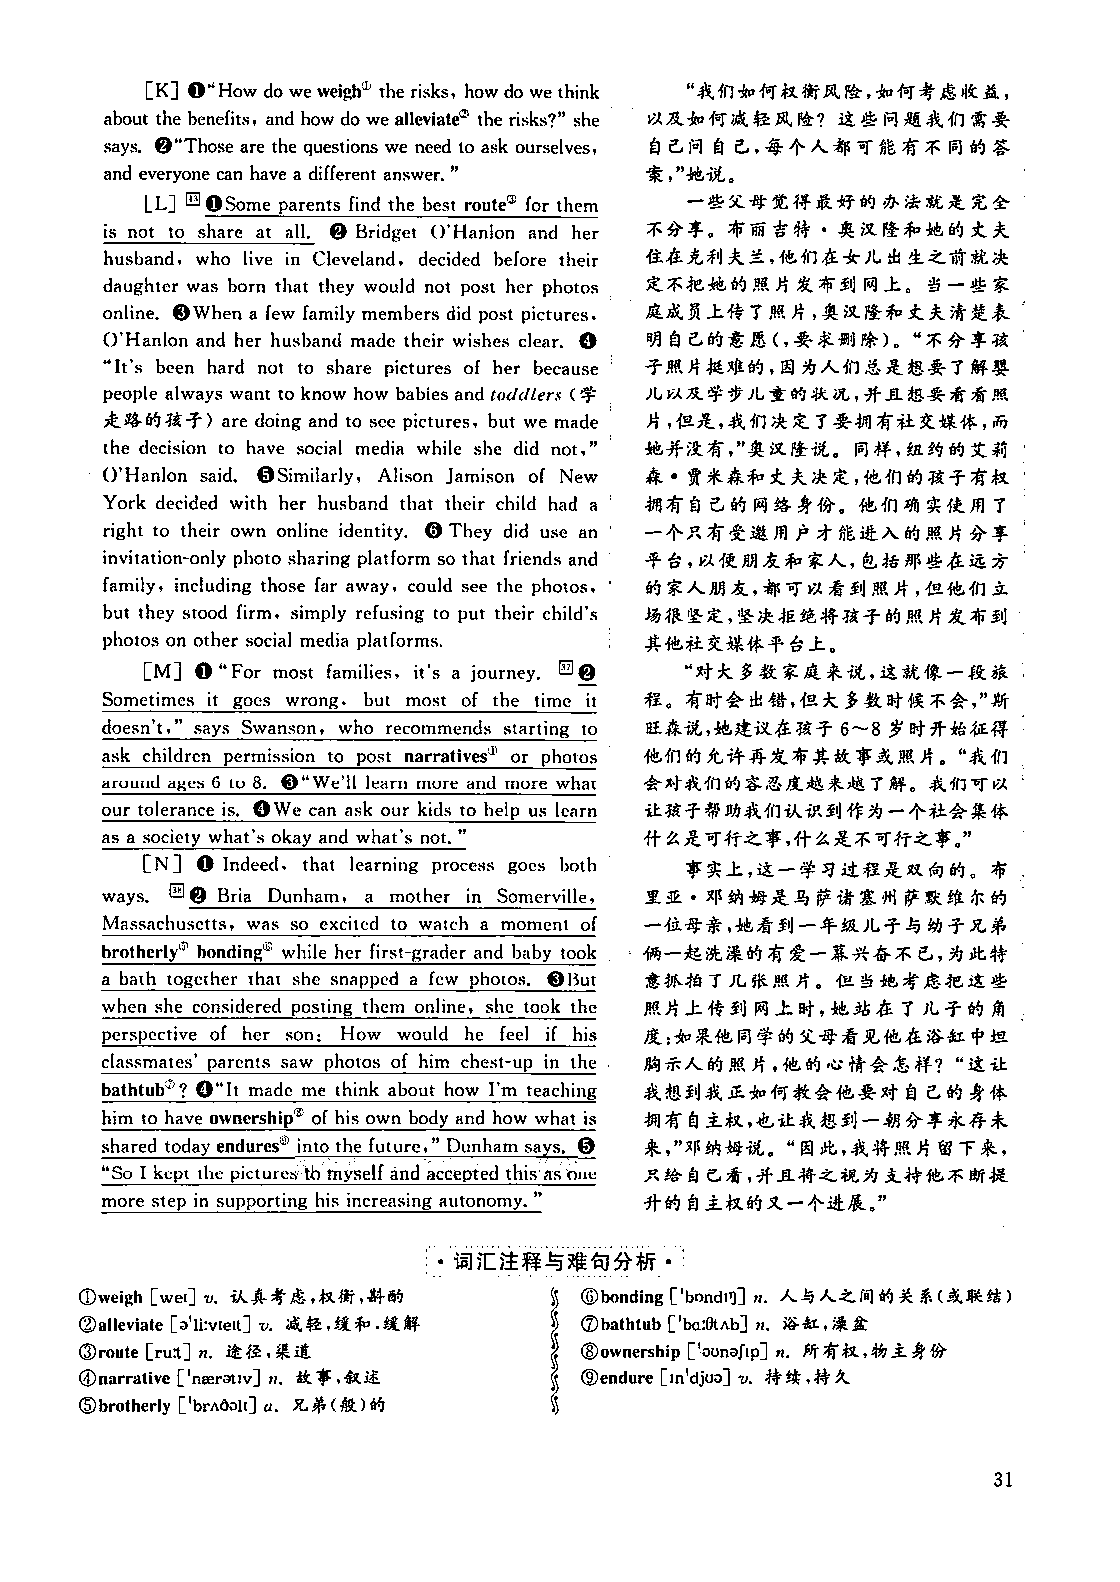 [K] ❶“How do we weigh① the risks, how do we think
about the benefits, and how do we alleviate② the risks?” she
says. ❷“Those are the questions we need to ask ourselves,
and everyone can have a different answer.”
[L] 43 ❶Some parents find the best route③ for them
is not to share at all. ❷ Bridget O'Hanlon and her
husband, who live in Cleveland, decided before their
daughter was born that they would not post her photos
online. ❸When a few family members did post pictures,
O'Hanlon and her husband made their wishes clear. ❹
“It's been hard not to share pictures of her because
people always want to know how babies and toddlers (学
走路的孩子) are doing and to see pictures, but we made
the decision to have social media while she did not,”
O'Hanlon said. ❺Similarly, Alison Jamison of New
York decided with her husband that their child had a
right to their own online identity. ❻ They did use an
invitation-only photo sharing platform so that friends and
family, including those far away, could see the photos,
but they stood firm, simply refusing to put their child's
photos on other social media platforms.
[M] ❶ “For most families, it's a journey. 37 ❷
Sometimes it goes wrong, but most of the time it
doesn't,” says Swanson, who recommends starting to
ask children permission to post narratives④ or photos
around ages 6 to 8. ❸“We'll learn more and more what
our tolerance is. ❹We can ask our kids to help us learn
as a society what's okay and what's not.”
[N] ❶ Indeed, that learning process goes both
ways. 38 ❷ Bria Dunham, a mother in Somerville,
Massachusetts, was so excited to watch a moment of
brotherly⑤ bonding⑥ while her first-grader and baby took
a bath together that she snapped a few photos. ❸But
when she considered posting them online, she took the
perspective of her son: How would he feel if his
classmates' parents saw photos of him chest-up in the
bathtub⑦? ❹“It made me think about how I'm teaching
him to have ownership⑧ of his own body and how what is
shared today endures⑨ into the future,” Dunham says. ❺
“So I kept the pictures to myself and accepted this as one
more step in supporting his increasing autonomy.”
“我们如何权衡风险,如何考虑收益,
以及如何减轻风险? 这些问题我们需要
自己问自己,每个人都可能有不同的答
案,”她说。
一些父母觉得最好的办法就是完全
不分享。布丽吉特·奥汉隆和她的丈夫
住在克利夫兰,他们在女儿出生之前就决
定不把她的照片发布到网上。当一些家
庭成员上传了照片,奥汉隆和丈夫清楚表
明自己的意愿(,要求删除)。“不分享孩
子照片挺难的,因为人们总是想要了解婴
儿以及学步儿童的状况,并且想要看看照
片,但是,我们决定了要拥有社交媒体,而
她并没有,”奥汉隆说。同样,纽约的艾莉
森·贾米森和丈夫决定,他们的孩子有权
拥有自己的网络身份。他们确实使用了
一个只有受邀用户才能进入的照片分享
平台,以便朋友和家人,包括那些在远方
的家人朋友,都可以看到照片,但他们立
场很坚定,坚决拒绝将孩子的照片发布到
其他社交媒体平台上。
“对大多数家庭来说,这就像一段旅
程。有时会出错,但大多数时候不会,”斯
旺森说,她建议在孩子 6～8 岁时开始征得
他们的允许再发布其故事或照片。“我们
会对我们的容忍度越来越了解。我们可以
让孩子帮助我们认识到作为一个社会集体
什么是可行之事,什么是不可行之事。”
事实上,这一学习过程是双向的。布
里亚·邓纳姆是马萨诸塞州萨默维尔的
一位母亲,她看到一年级儿子与幼子兄弟
俩一起洗澡的有爱一幕兴奋不已,为此特
意抓拍了几张照片。但当她考虑把这些
照片上传到网上时,她站在了儿子的角
度:如果他同学的父母看见他在浴缸中坦
胸示人的照片,他的心情会怎样? “这让
我想到我正如何教会他要对自己的身体
拥有自主权,也让我想到一朝分享永存未
来,”邓纳姆说。“因此,我将照片留下来,
只给自己看,并且将之视为支持他不断提
升的自主权的又一个进展。”
·词汇注释与难句分析·
①weigh [weɪ] v. 认真考虑,权衡,斟酌
②alleviate [ə'liːvɪeɪt] v. 减轻,缓和,缓解
③route [ruːt] n. 途径,渠道
④narrative ['nærətɪv] n. 故事,叙述
⑤brotherly ['brʌðəlɪ] a. 兄弟(般)的
⑥bonding ['bɒndɪŋ] n. 人与人之间的关系(或联结)
⑦bathtub ['bɑːθtʌb] n. 浴缸,澡盆
⑧ownership ['əʊnəʃɪp] n. 所有权,物主身份
⑨endure [ɪn'djʊə] v. 持续,持久
31